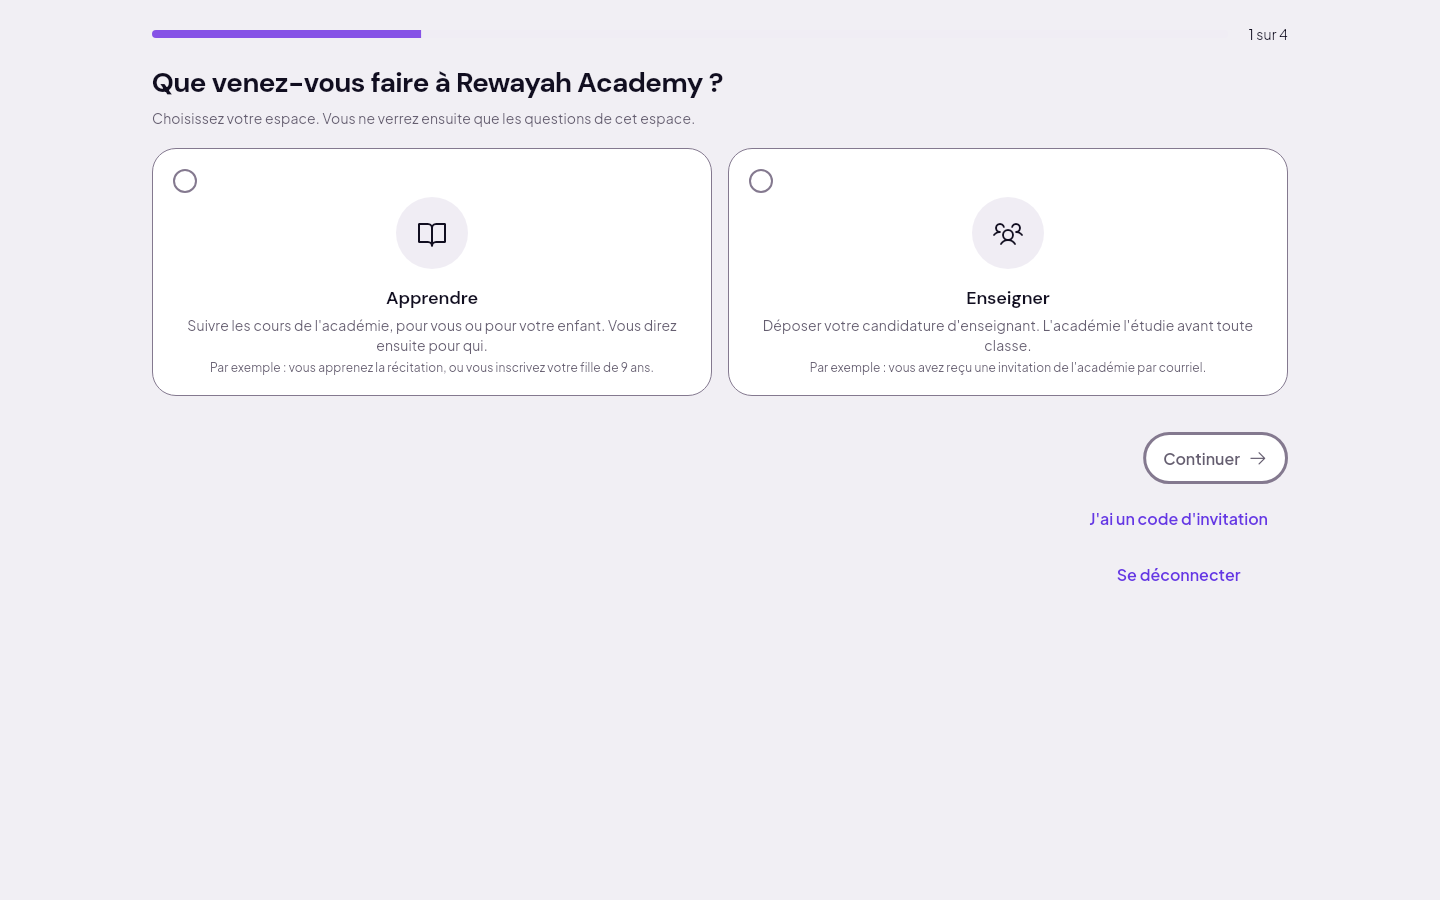 1 sur 4
Que venez-vous faire à Rewayah Academy ?
Choisissez votre espace. Vous ne verrez ensuite que les questions de cet espace.
Apprendre
Suivre les cours de l'académie, pour vous ou pour votre enfant. Vous direz
ensuite pour qui.
Par exemple : vous apprenez la récitation, ou vous inscrivez votre fille de 9 ans.
Enseigner
Déposer votre candidature d'enseignant. L'académie l'étudie avant toute
classe.
Par exemple : vous avez reçu une invitation de l'académie par courriel.
Continuer
J'ai un code d'invitation
Se déconnecter